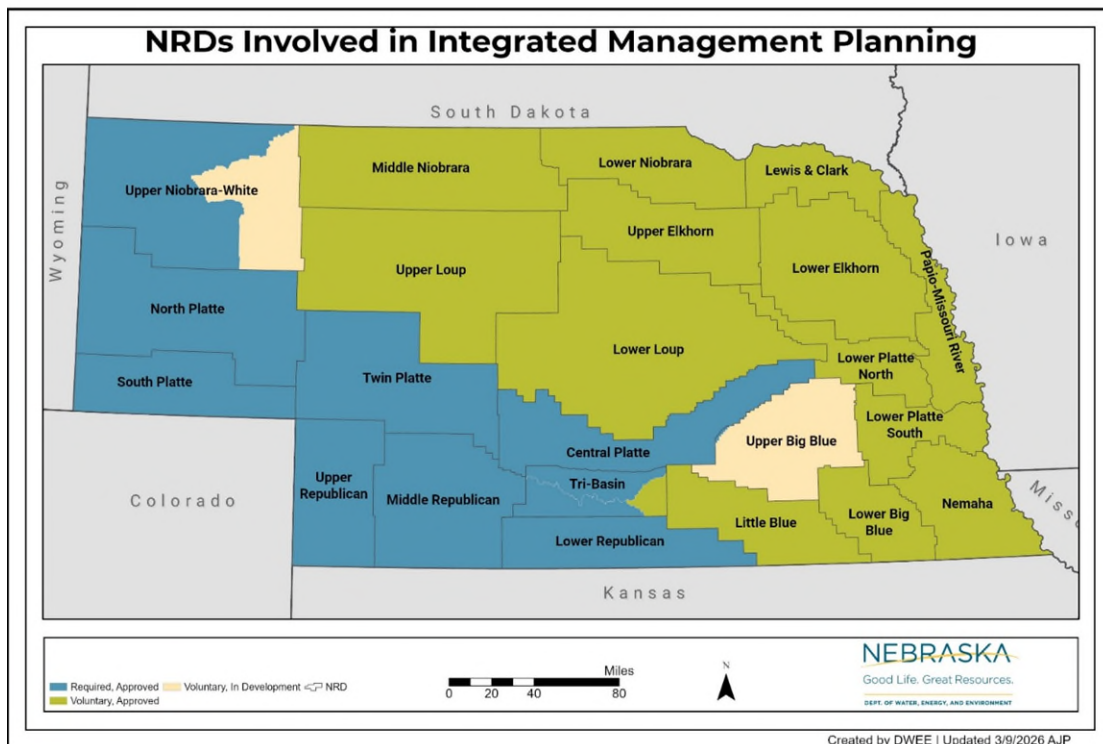 NRDs Involved in Integrated Management Planning
South Dakota
Wyoming
Iowa
Colorado
Kansas
Misso
Upper Niobrara-White
Middle Niobrara
Lower Niobrara
Lewis & Clark
Upper Elkhorn
Lower Elkhorn
Papio-Missouri River
Upper Loup
North Platte
South Platte
Twin Platte
Lower Loup
Lower Platte
North
Lower Platte
South
Central Platte
Upper Big Blue
Upper
Republican
Middle Republican
Tri-Basin
Lower Republican
Little Blue
Lower Big
Blue
Nemaha
Required, Approved
Voluntary, In Development
NRD
Voluntary, Approved
Miles
0 10 20 40 60 80
N
NEBRASKA
Good Life. Great Resources.
DEPT. OF WATER, ENERGY, AND ENVIRONMENT
Created by DWEE | Updated 3/9/2026 AJP